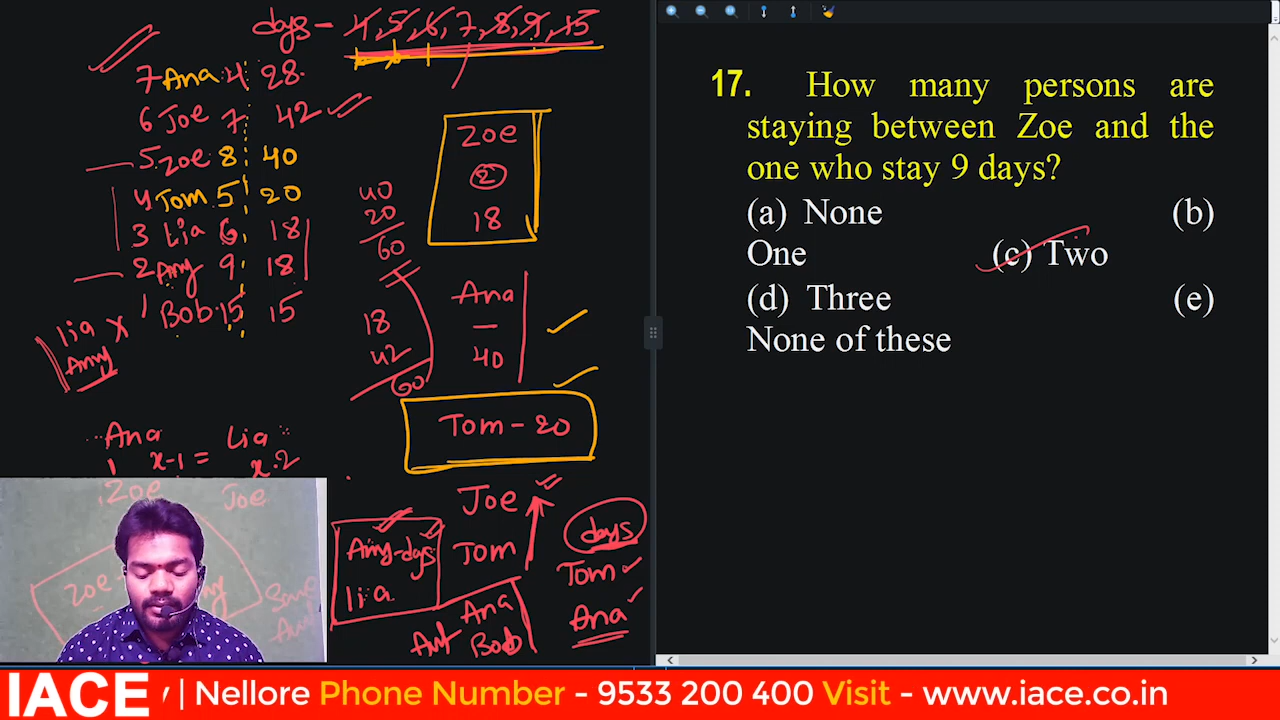 days - 4, 5, 6, 7, 8, 9, 15
7 Ana 4 28
6 Joe 7 42
5 Zoe 8 40
4 Tom 5 20
3 Lia 6 18
2 Amy 9 18
1 Bob 15 15
lia x
Amy
Zoe
2
18
40
20
60
18
42
60
Ana
40
Tom - 20
Ana Lia
1 x-1 = x.2
Zoe Joe
Zoe
Joe
Tom
Ana
Bob
Amy-days
lia
days
Tom
Ana
17. How many persons are
staying between Zoe and the
one who stay 9 days?
(a) None (b)
One (c) Two
(d) Three (e)
None of these
IACE
| Nellore Phone Number - 9533 200 400 Visit - www.iace.co.in